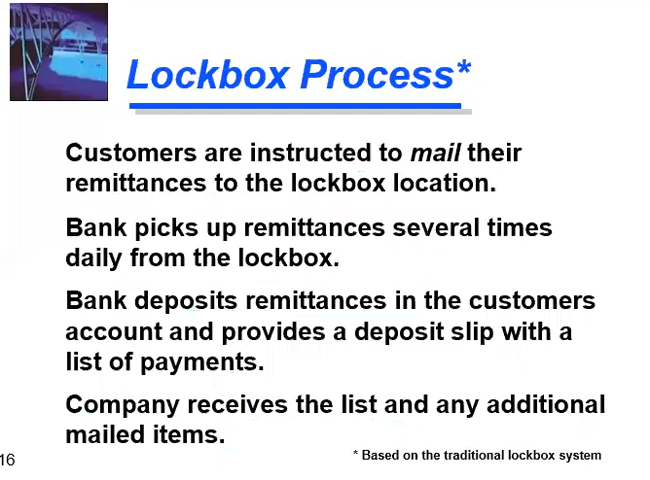 Lockbox Process*
Customers are instructed to mail their
remittances to the lockbox location.
Bank picks up remittances several times
daily from the lockbox.
Bank deposits remittances in the customers
account and provides a deposit slip with a
list of payments.
Company receives the list and any additional
mailed items.
* Based on the traditional lockbox system
16